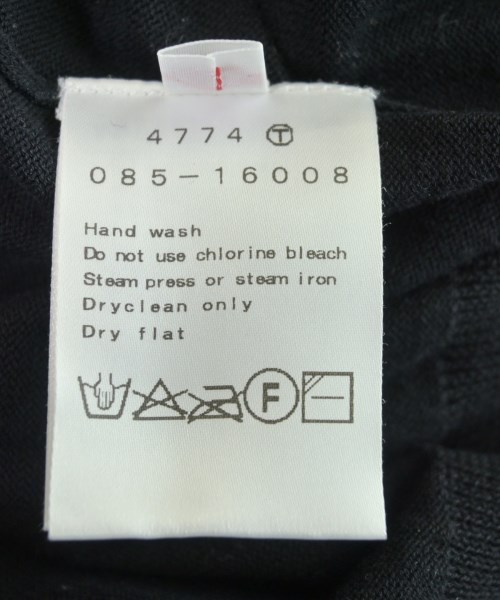 4774 Ⓣ
085-16008
Hand wash
Do not use chlorine bleach
Steam press or steam iron
Dryclean only
Dry flat
F